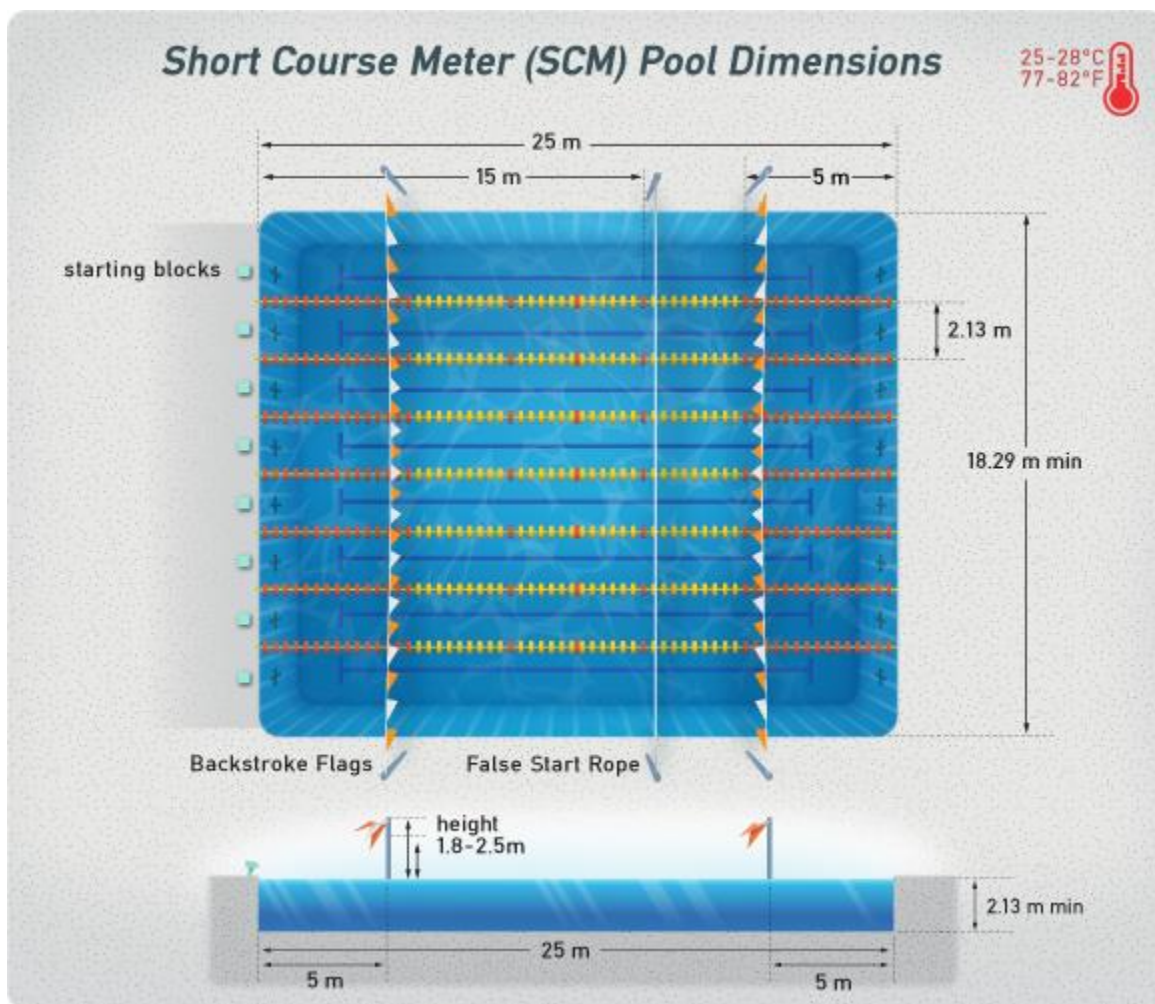 Short Course Meter (SCM) Pool Dimensions
25-28°C
77-82°F
25 m
15 m
5 m
starting blocks
2.13 m
18.29 m min
Backstroke Flags
False Start Rope
height
1.8-2.5m
2.13 m min
25 m
5 m
5 m